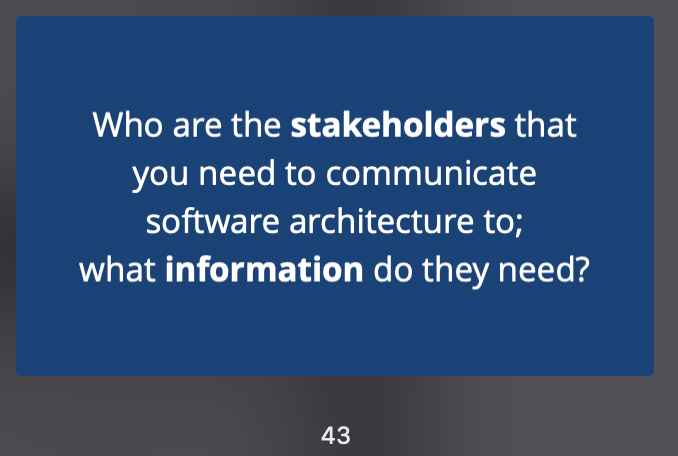 Who are the stakeholders that
you need to communicate
software architecture to;
what information do they need?
43